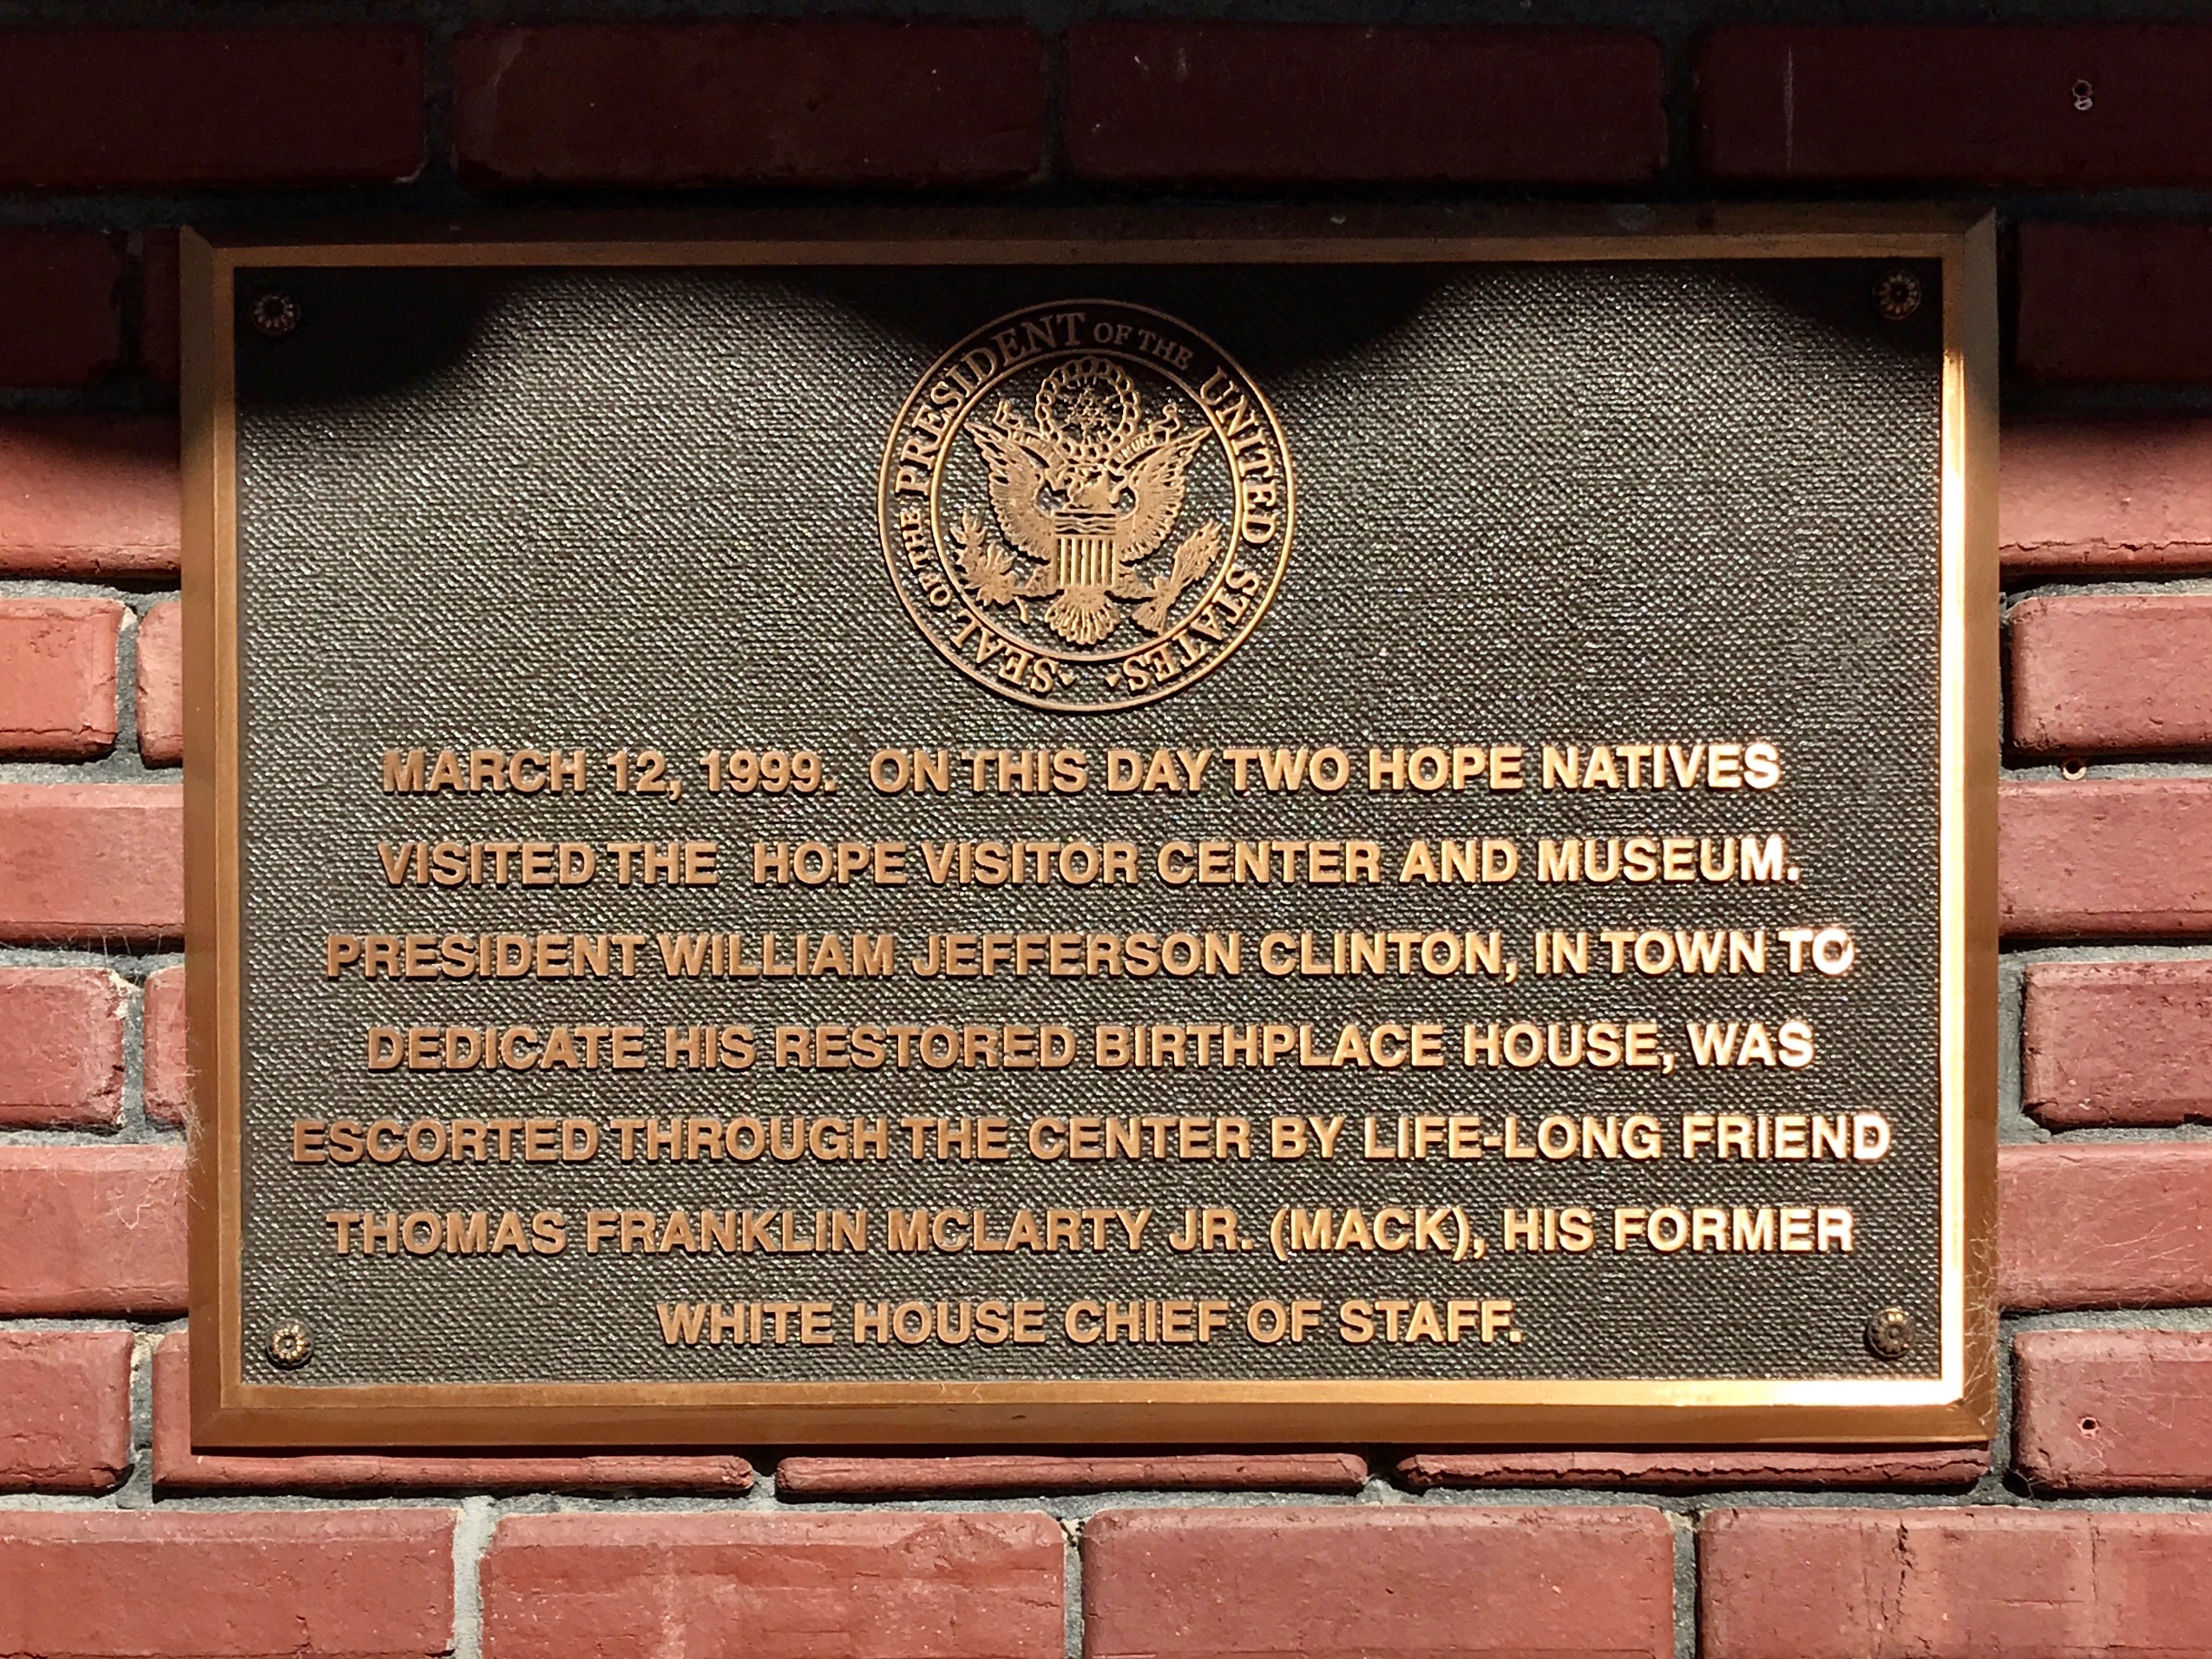 SEAL OF THE PRESIDENT OF THE UNITED STATES
MARCH 12, 1999. ON THIS DAY TWO HOPE NATIVES
VISITED THE HOPE VISITOR CENTER AND MUSEUM.
PRESIDENT WILLIAM JEFFERSON CLINTON, IN TOWN TO
DEDICATE HIS RESTORED BIRTHPLACE HOUSE, WAS
ESCORTED THROUGH THE CENTER BY LIFE-LONG FRIEND
THOMAS FRANKLIN MCLARTY JR. (MACK), HIS FORMER
WHITE HOUSE CHIEF OF STAFF.